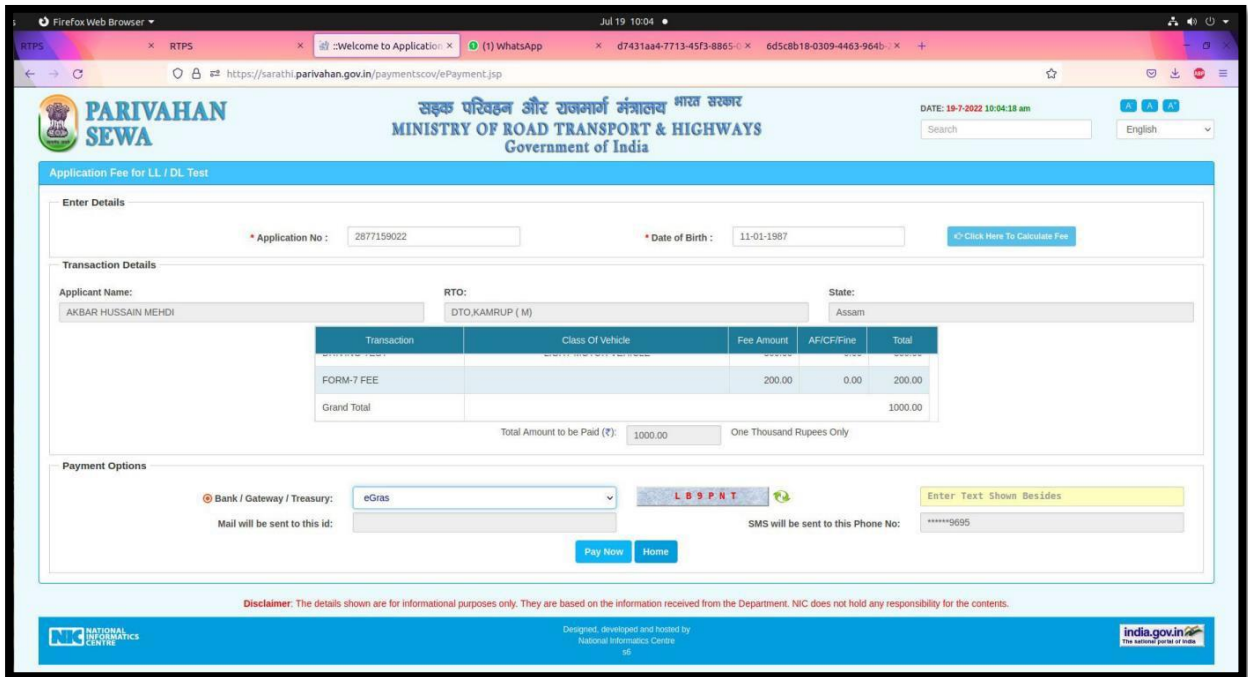 Firefox Web Browser
Jul 19 10:04
RTPS
RTPS
::Welcome to Application
(1) WhatsApp
d7431aa4-7713-45f3-8865-
6d5c8b18-0309-4463-964b-
https://sarathi.parivahan.gov.in/paymentscov/ePayment.jsp
PARIVAHAN
SEWA
सड़क परिवहन और राजमार्ग मंत्रालय भारत सरकार
MINISTRY OF ROAD TRANSPORT & HIGHWAYS
Government of India
DATE: 19-7-2022 10:04:18 am
A- A A+
Search
English
Application Fee for LL / DL Test
Enter Details
* Application No : 2877159022 * Date of Birth : 11-01-1987 Click Here To Calculate Fee
Transaction Details
Applicant Name: RTO: State:
AKBAR HUSSAIN MEHDI DTO,KAMRUP ( M) Assam
Transaction Class Of Vehicle Fee Amount AF/CF/Fine Total
FORM-7 FEE 200.00 0.00 200.00
Grand Total 1000.00
Total Amount to be Paid (₹): 1000.00 One Thousand Rupees Only
Payment Options
Bank / Gateway / Treasury: eGras LB9PNT Enter Text Shown Besides
Mail will be sent to this id: SMS will be sent to this Phone No: ******9695
Pay Now Home
Disclaimer: The details shown are for informational purposes only. They are based on the information received from the Department. NIC does not hold any responsibility for the contents.
NIC NATIONAL INFORMATICS CENTRE
Designed, developed and hosted by
National Informatics Centre
s6
india.gov.in
The national portal of India